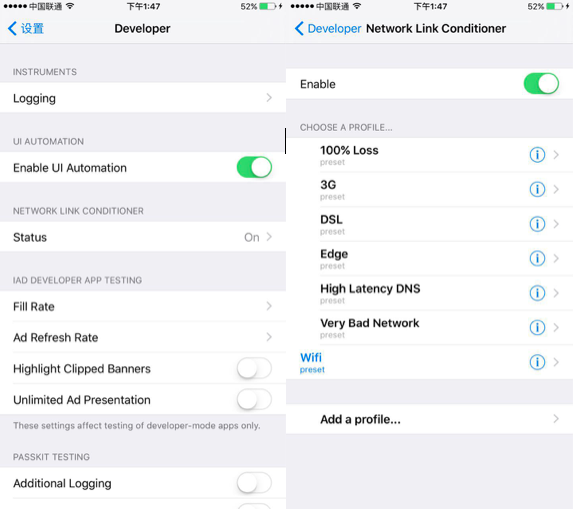 中国联通
下午1:47
52%
设置
Developer
INSTRUMENTS
Logging
UI AUTOMATION
Enable UI Automation
NETWORK LINK CONDITIONER
Status
On
IAD DEVELOPER APP TESTING
Fill Rate
Ad Refresh Rate
Highlight Clipped Banners
Unlimited Ad Presentation
These settings affect testing of developer-mode apps only.
PASSKIT TESTING
Additional Logging
中国联通
下午1:47
52%
Developer
Network Link Conditioner
Enable
CHOOSE A PROFILE...
100% Loss
preset
3G
preset
DSL
preset
Edge
preset
High Latency DNS
preset
Very Bad Network
preset
Wifi
preset
Add a profile...